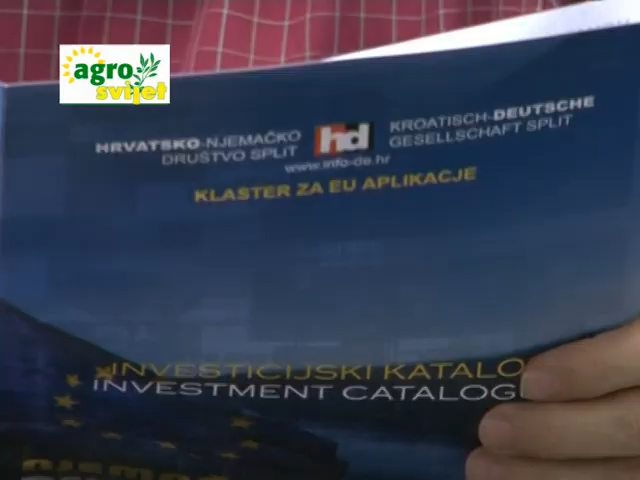 agro
svijet
HRVATSKO-NJEMAČKO
DRUŠTVO SPLIT
hd
KROATISCH-DEUTSCHE
GESELLSCHAFT SPLIT
www.info-de.hr
KLASTER ZA EU APLIKACJE
INVESTICIJSKI KATALO
INVESTMENT CATALOG